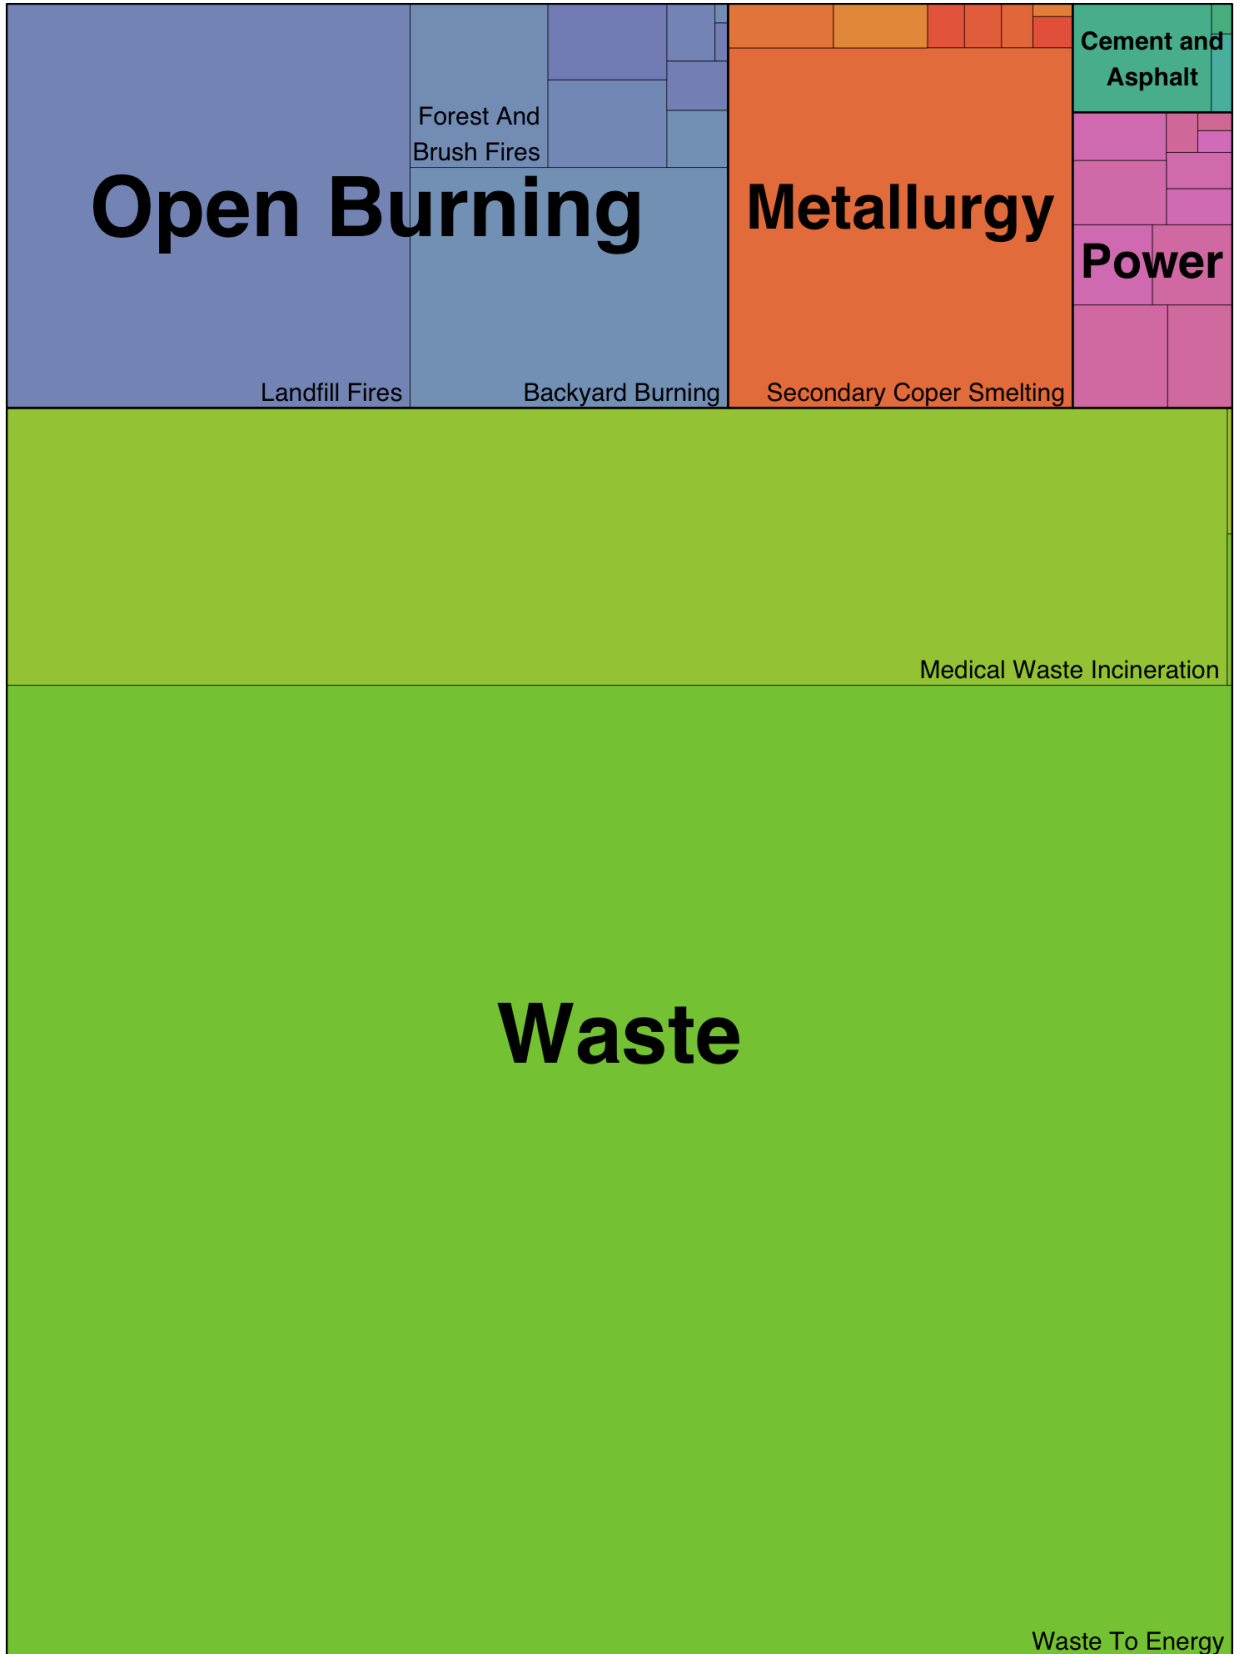 Cement and
Asphalt
Forest And
Brush Fires
Open Burning
Metallurgy
Power
Landfill Fires
Backyard Burning
Secondary Coper Smelting
Medical Waste Incineration
Waste
Waste To Energy